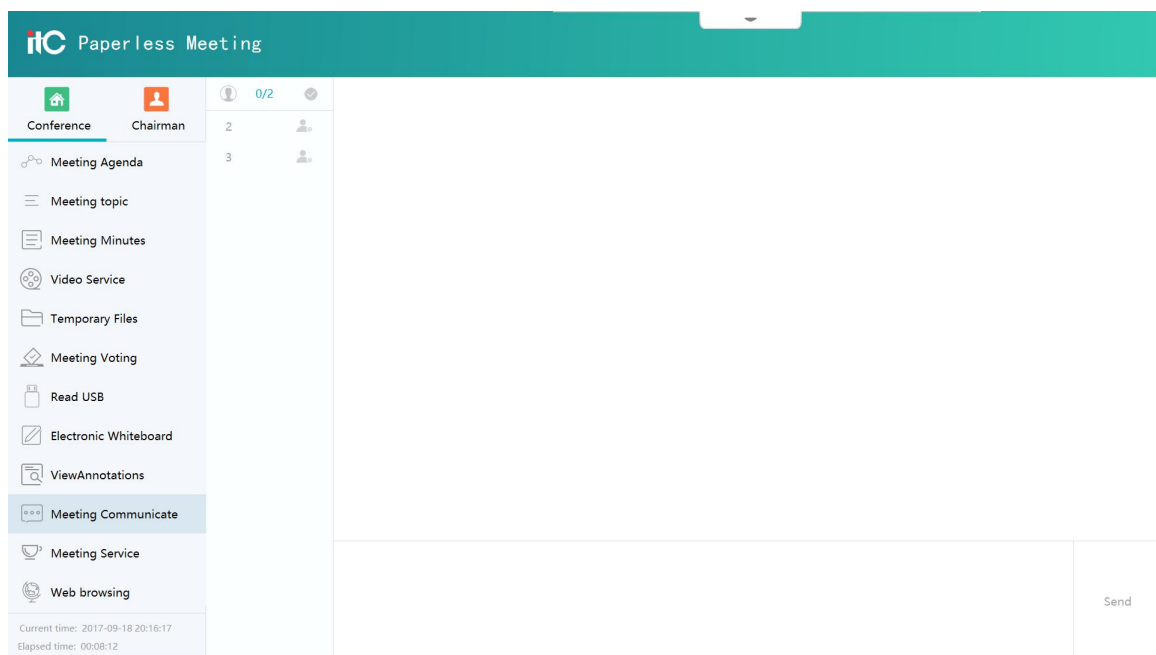 itC Paperless Meeting
Conference Chairman
Meeting Agenda
Meeting topic
Meeting Minutes
Video Service
Temporary Files
Meeting Voting
Read USB
Electronic Whiteboard
ViewAnnotations
Meeting Communicate
Meeting Service
Web browsing
Current time: 2017-09-18 20:16:17
Elapsed time: 00:08:12
0/2
2
3
Send